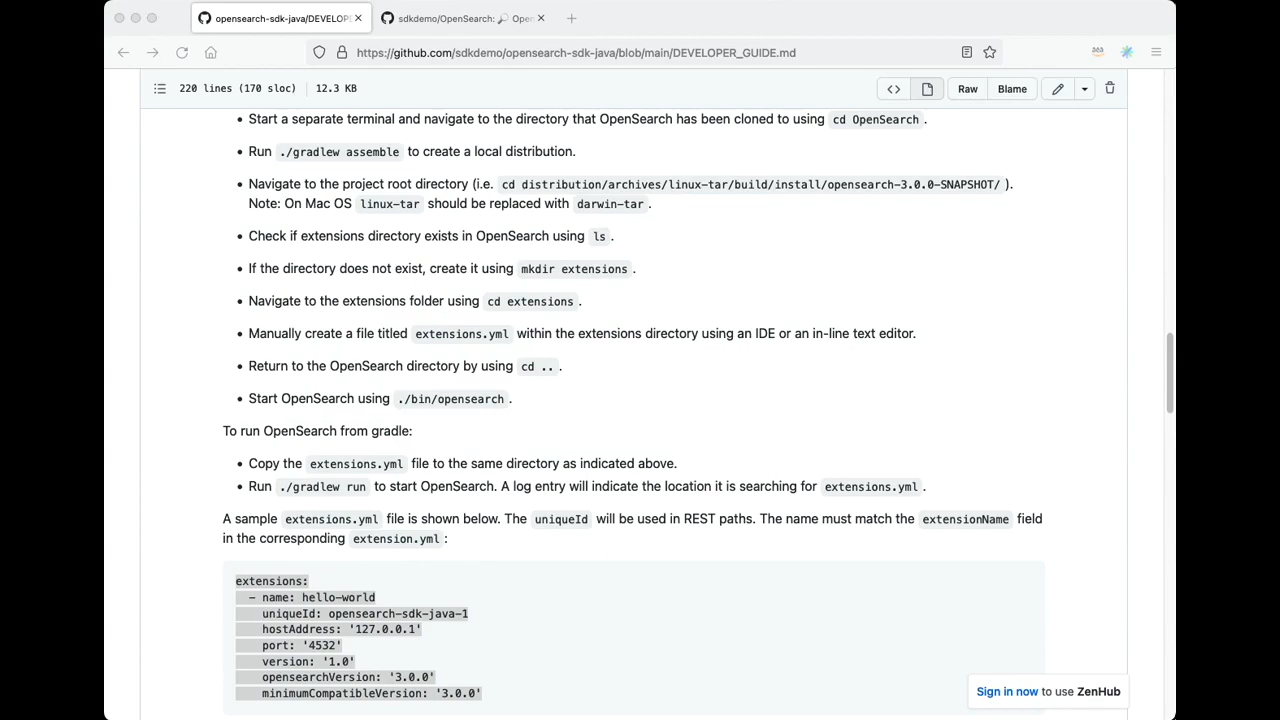 opensearch-sdk-java/DEVELOP
sdkdemo/OpenSearch: 🔎 Open
https://github.com/sdkdemo/opensearch-sdk-java/blob/main/DEVELOPER_GUIDE.md
220 lines (170 sloc) | 12.3 KB
Raw
Blame
• Start a separate terminal and navigate to the directory that OpenSearch has been cloned to using cd OpenSearch .
• Run ./gradlew assemble to create a local distribution.
• Navigate to the project root directory (i.e. cd distribution/archives/linux-tar/build/install/opensearch-3.0.0-SNAPSHOT/ ).
Note: On Mac OS linux-tar should be replaced with darwin-tar .
• Check if extensions directory exists in OpenSearch using ls .
• If the directory does not exist, create it using mkdir extensions .
• Navigate to the extensions folder using cd extensions .
• Manually create a file titled extensions.yml within the extensions directory using an IDE or an in-line text editor.
• Return to the OpenSearch directory by using cd .. .
• Start OpenSearch using ./bin/opensearch .
To run OpenSearch from gradle:
• Copy the extensions.yml file to the same directory as indicated above.
• Run ./gradlew run to start OpenSearch. A log entry will indicate the location it is searching for extensions.yml .
A sample extensions.yml file is shown below. The uniqueId will be used in REST paths. The name must match the extensionName field
in the corresponding extension.yml :
extensions:
- name: hello-world
uniqueId: opensearch-sdk-java-1
hostAddress: '127.0.0.1'
port: '4532'
version: '1.0'
opensearchVersion: '3.0.0'
minimumCompatibleVersion: '3.0.0'
Sign in now to use ZenHub